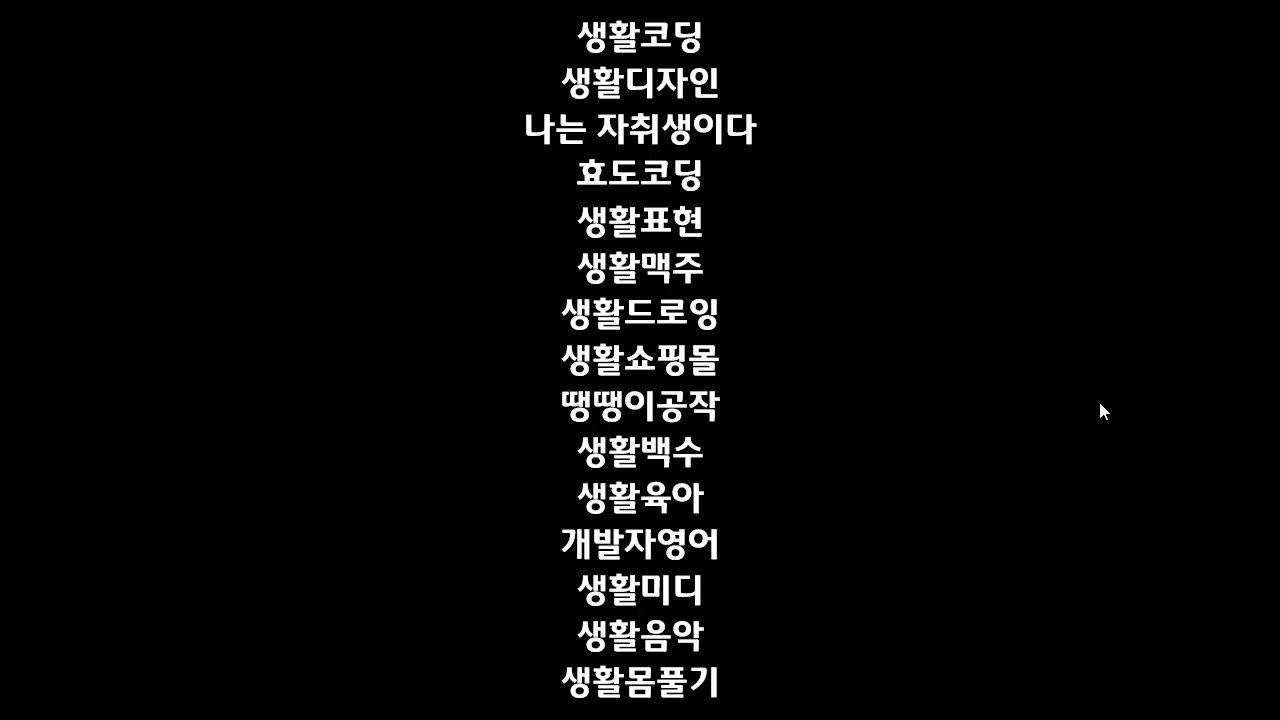 생활코딩
생활디자인
나는 자취생이다
효도코딩
생활표현
생활맥주
생활드로잉
생활쇼핑몰
땡땡이공작
생활백수
생활육아
개발자영어
생활미디
생활음악
생활몸풀기